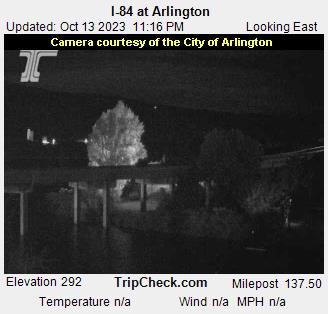 I-84 at Arlington
Updated: Oct 13 2023 11:16 PM Looking East
Camera courtesy of the City of Arlington
Elevation 292 TripCheck.com Milepost 137.50
Temperature n/a Wind n/a MPH n/a